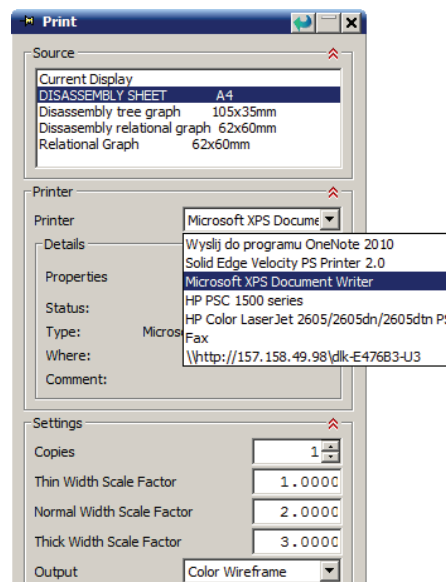 Print
Source
Current Display
DISASSEMBLY SHEET A4
Disassembly tree graph 105x35mm
Dissasembly relational graph 62x60mm
Relational Graph 62x60mm
Printer
Printer Microsoft XPS Docume
Details
Wyslij do programu OneNote 2010
Solid Edge Velocity PS Printer 2.0
Properties
Microsoft XPS Document Writer
Status:
HP PSC 1500 series
HP Color LaserJet 2605/2605dn/2605dtn PS
Type: Micros
Fax
Where:
\\http://157.158.49.98\dlk-E476B3-U3
Comment:
Settings
Copies 1
Thin Width Scale Factor 1.0000
Normal Width Scale Factor 2.0000
Thick Width Scale Factor 3.0000
Output Color Wireframe